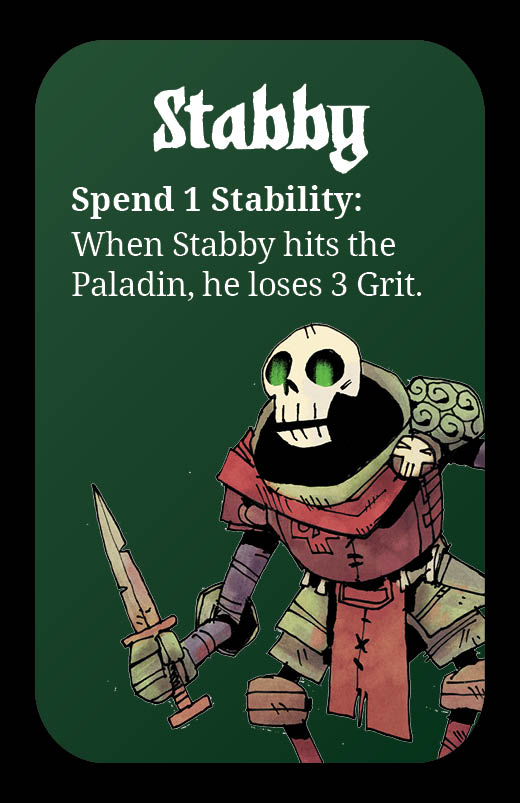 Stabby
Spend 1 Stability:
When Stabby hits the
Paladin, he loses 3 Grit.